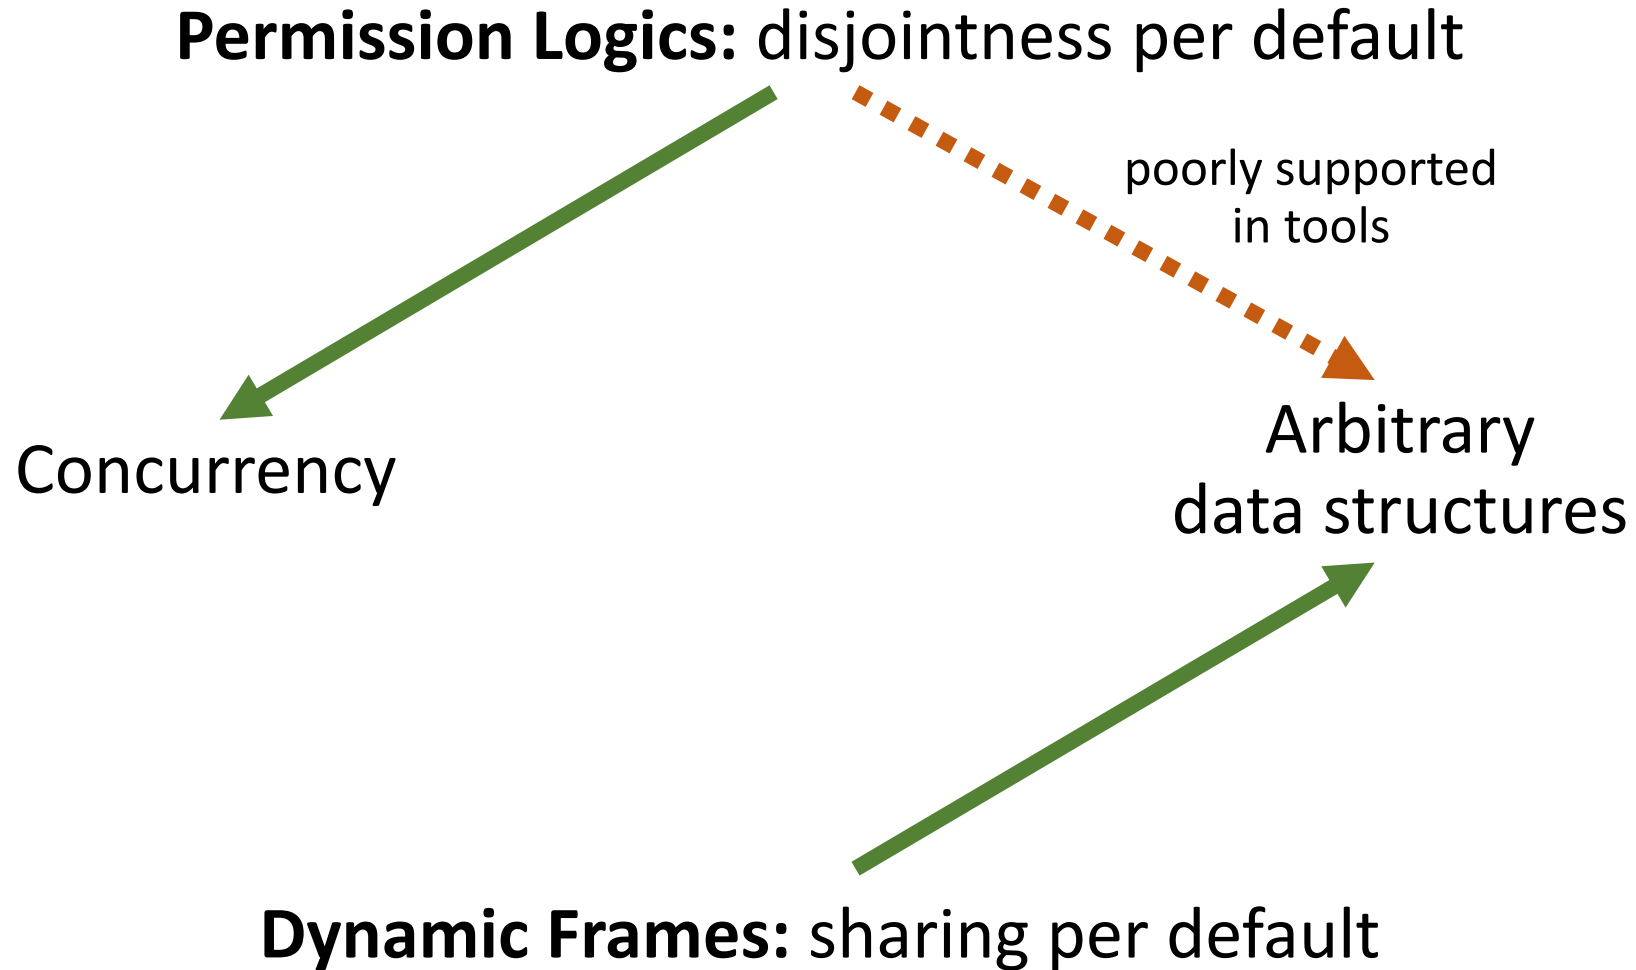 Permission Logics: disjointness per default
poorly supported
in tools
Concurrency
Arbitrary
data structures
Dynamic Frames: sharing per default